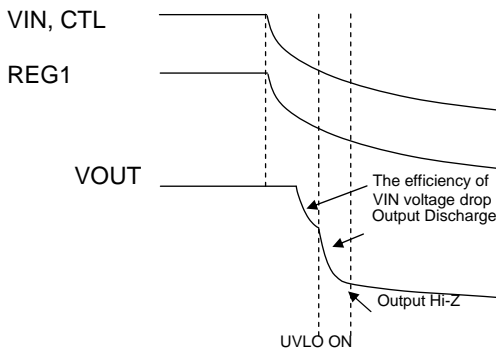 VIN, CTL
REG1
VOUT
The efficiency of
VIN voltage drop
Output Discharge
Output Hi-Z
UVLO ON